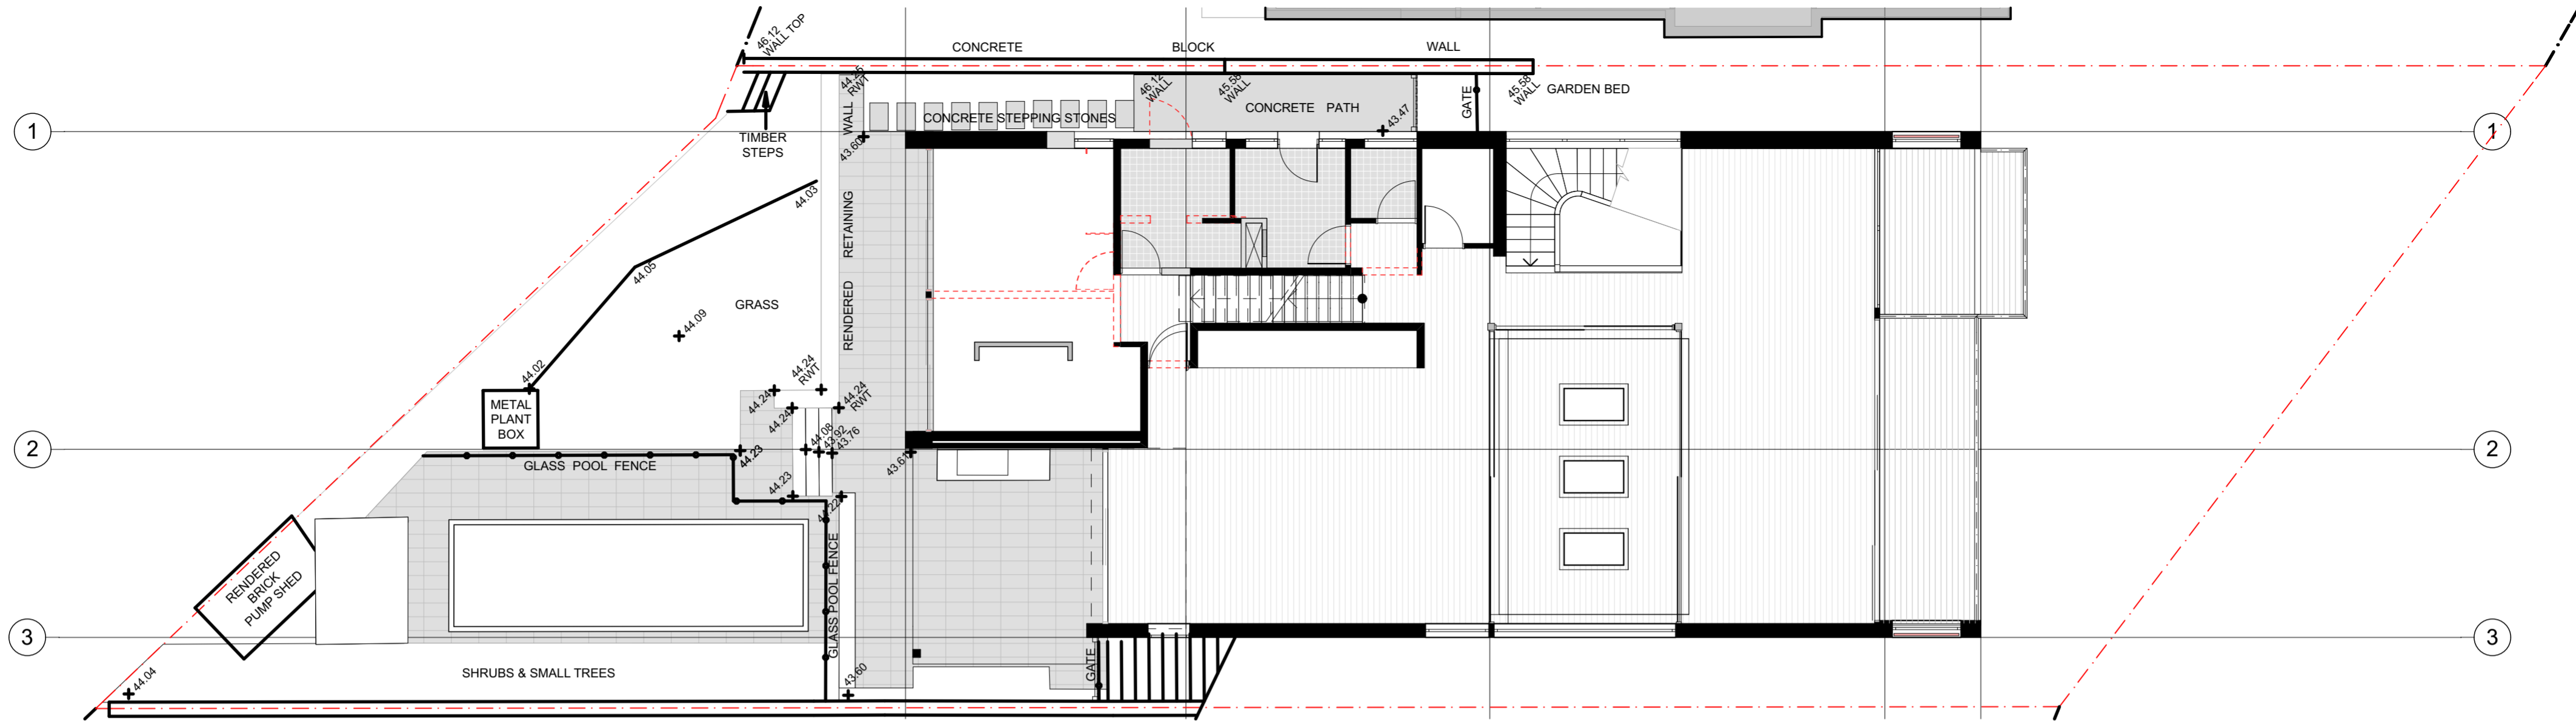 46.12
WALL TOP
CONCRETE BLOCK WALL
44.25
RWT
46.12
WALL
45.58
WALL
45.58
WALL
GARDEN BED
GATE
CONCRETE PATH
CONCRETE STEPPING STONES
43.47
1
1
TIMBER
STEPS
43.60
RENDERED RETAINING WALL
44.03
44.05
GRASS
44.09
44.02
METAL
PLANT
BOX
44.24
RWT
44.24
44.24
44.24
RWT
44.08
43.92
43.76
2
2
GLASS POOL FENCE
44.23
43.61
44.23
44.22
GLASS POOL FENCE
RENDERED
BRICK
PUMP SHED
3
3
SHRUBS & SMALL TREES
44.04
43.60
GATE